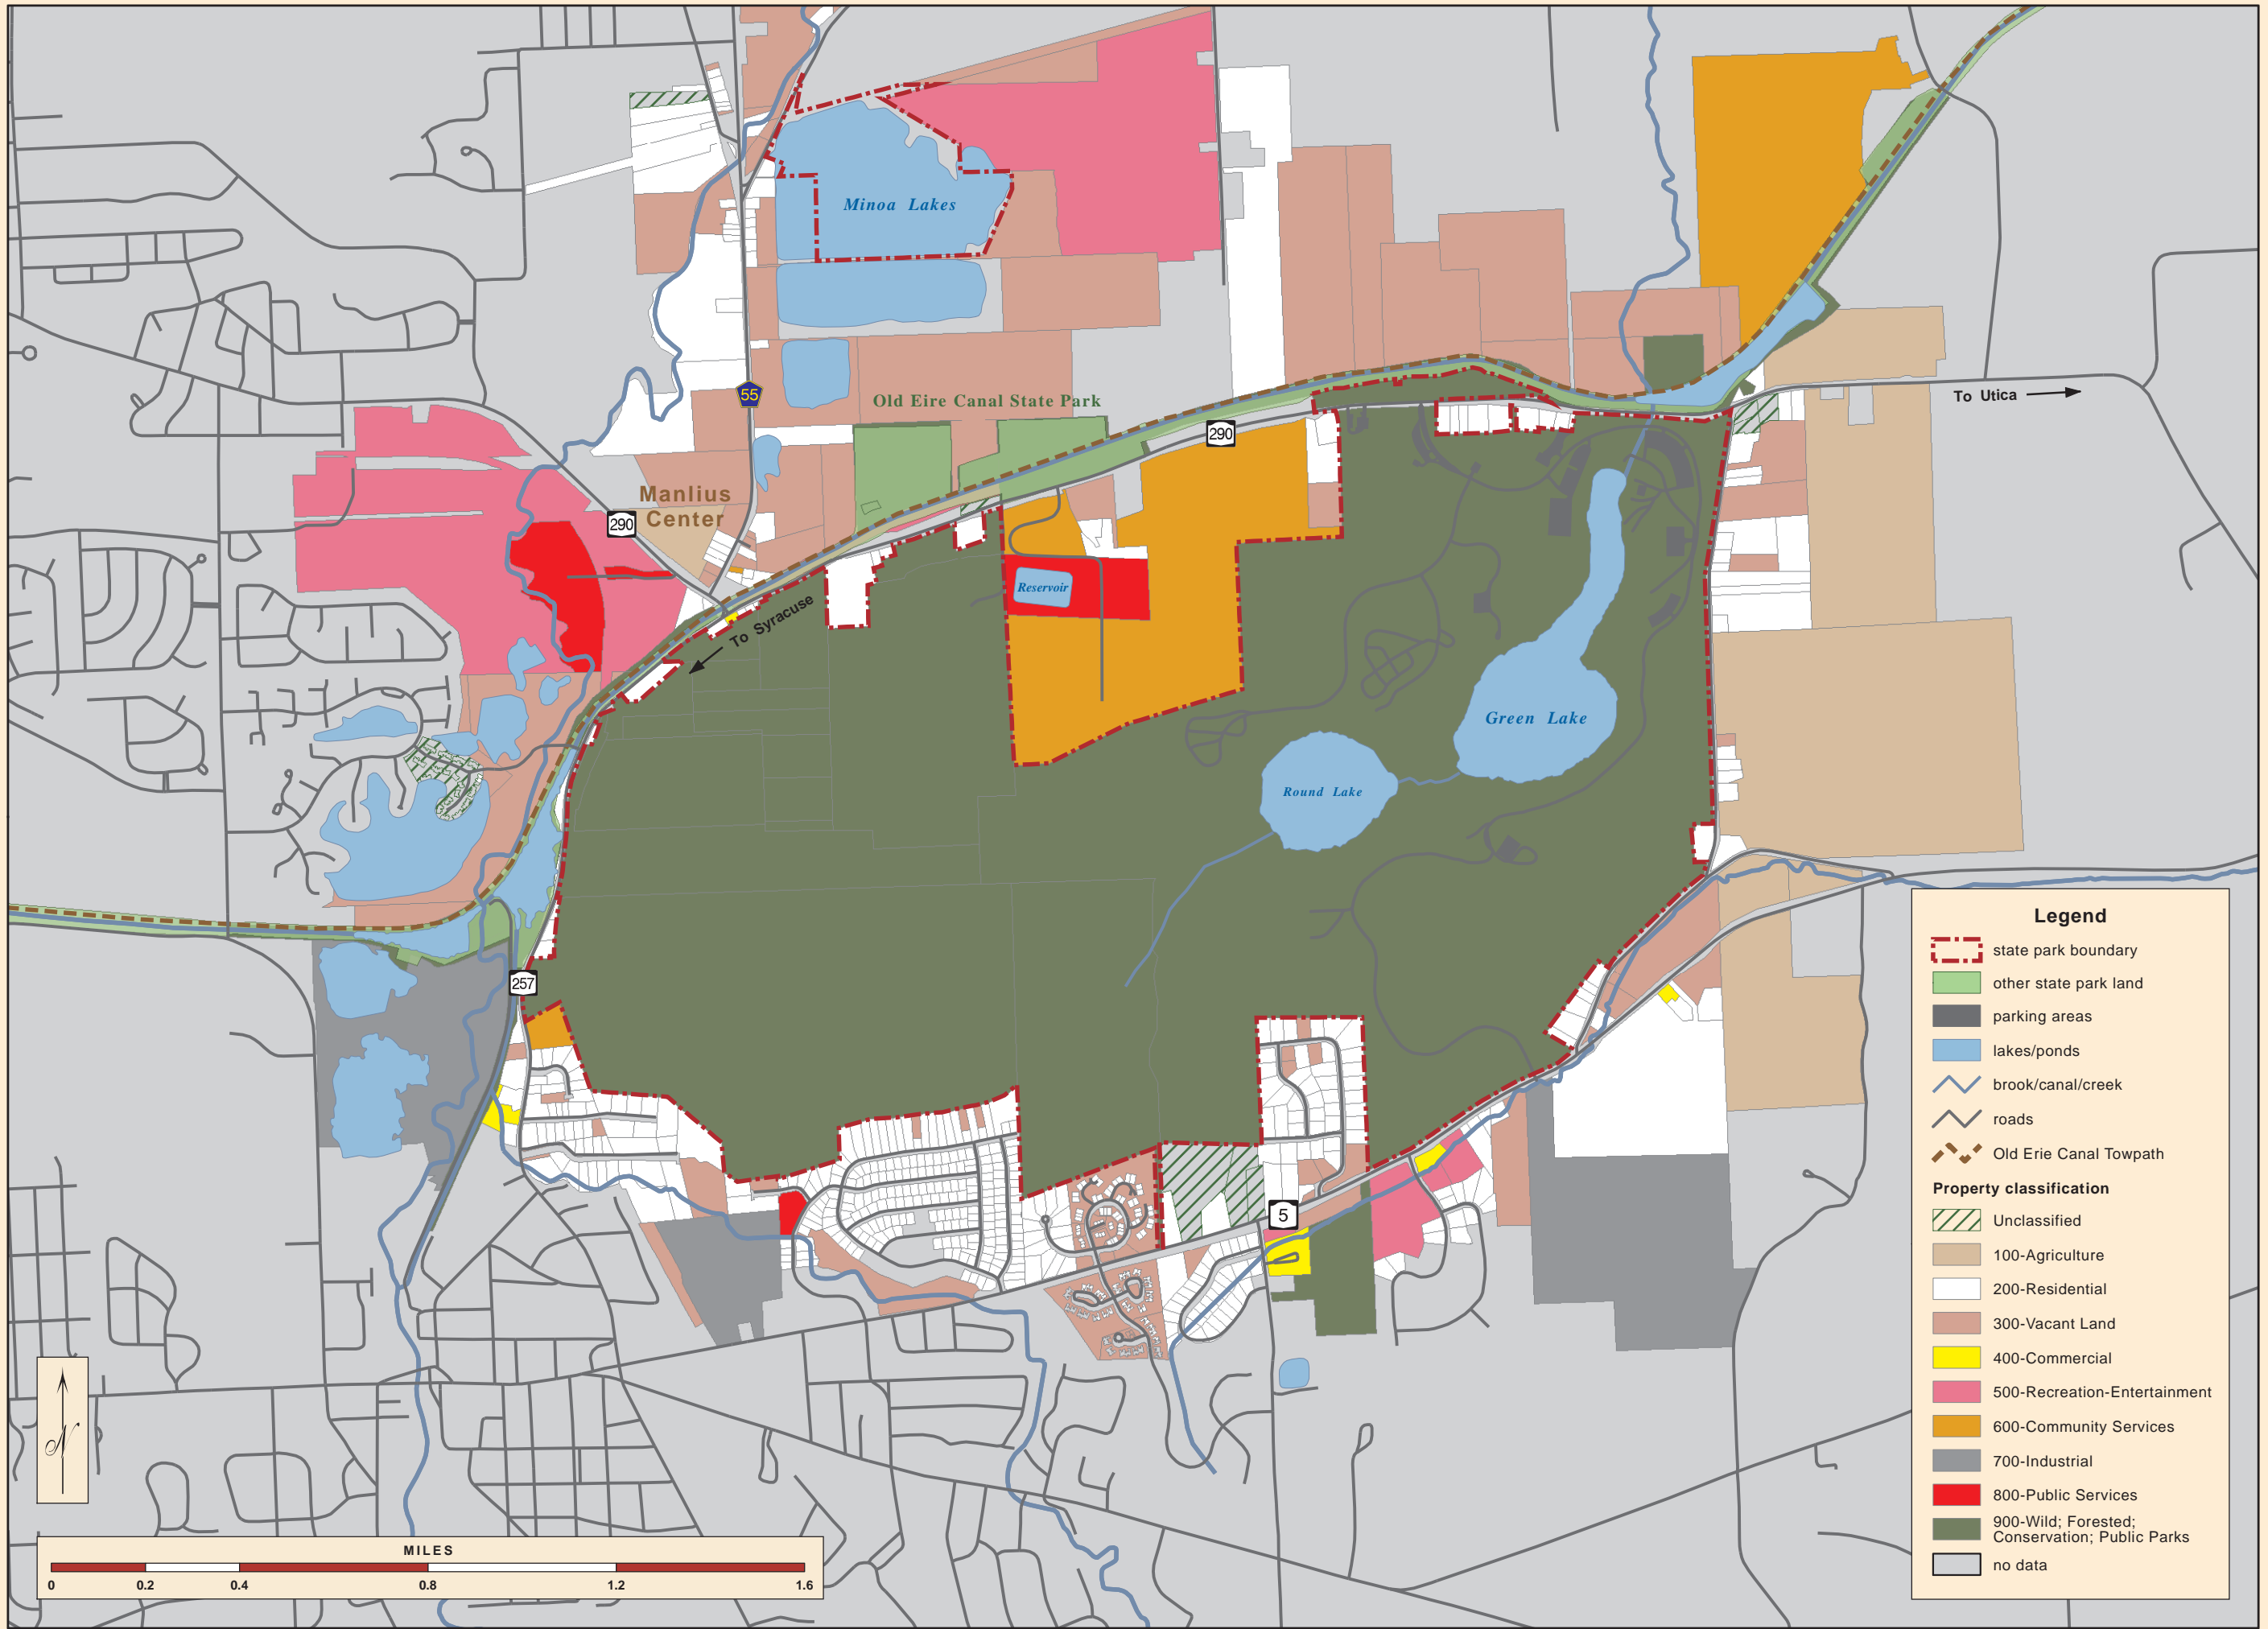 Minoa Lakes
55
Old Eire Canal State Park
To Utica
290
Manlius
Center
290
Reservoir
To Syracuse
Green Lake
Round Lake
257
5
Legend
state park boundary
other state park land
parking areas
lakes/ponds
brook/canal/creek
roads
Old Erie Canal Towpath
Property classification
Unclassified
100-Agriculture
200-Residential
300-Vacant Land
400-Commercial
500-Recreation-Entertainment
600-Community Services
700-Industrial
800-Public Services
900-Wild; Forested;
Conservation; Public Parks
no data
N
MILES
0 0.2 0.4 0.8 1.2 1.6